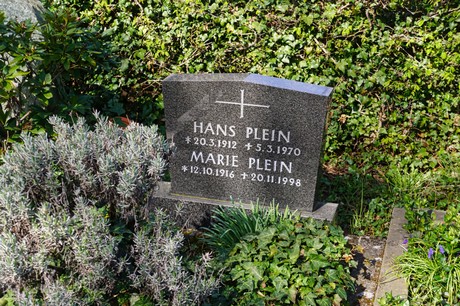 HANS PLEIN
* 20.3.1912 ✝ 5.3.1970
MARIE PLEIN
* 12.10.1916 ✝ 20.11.1998